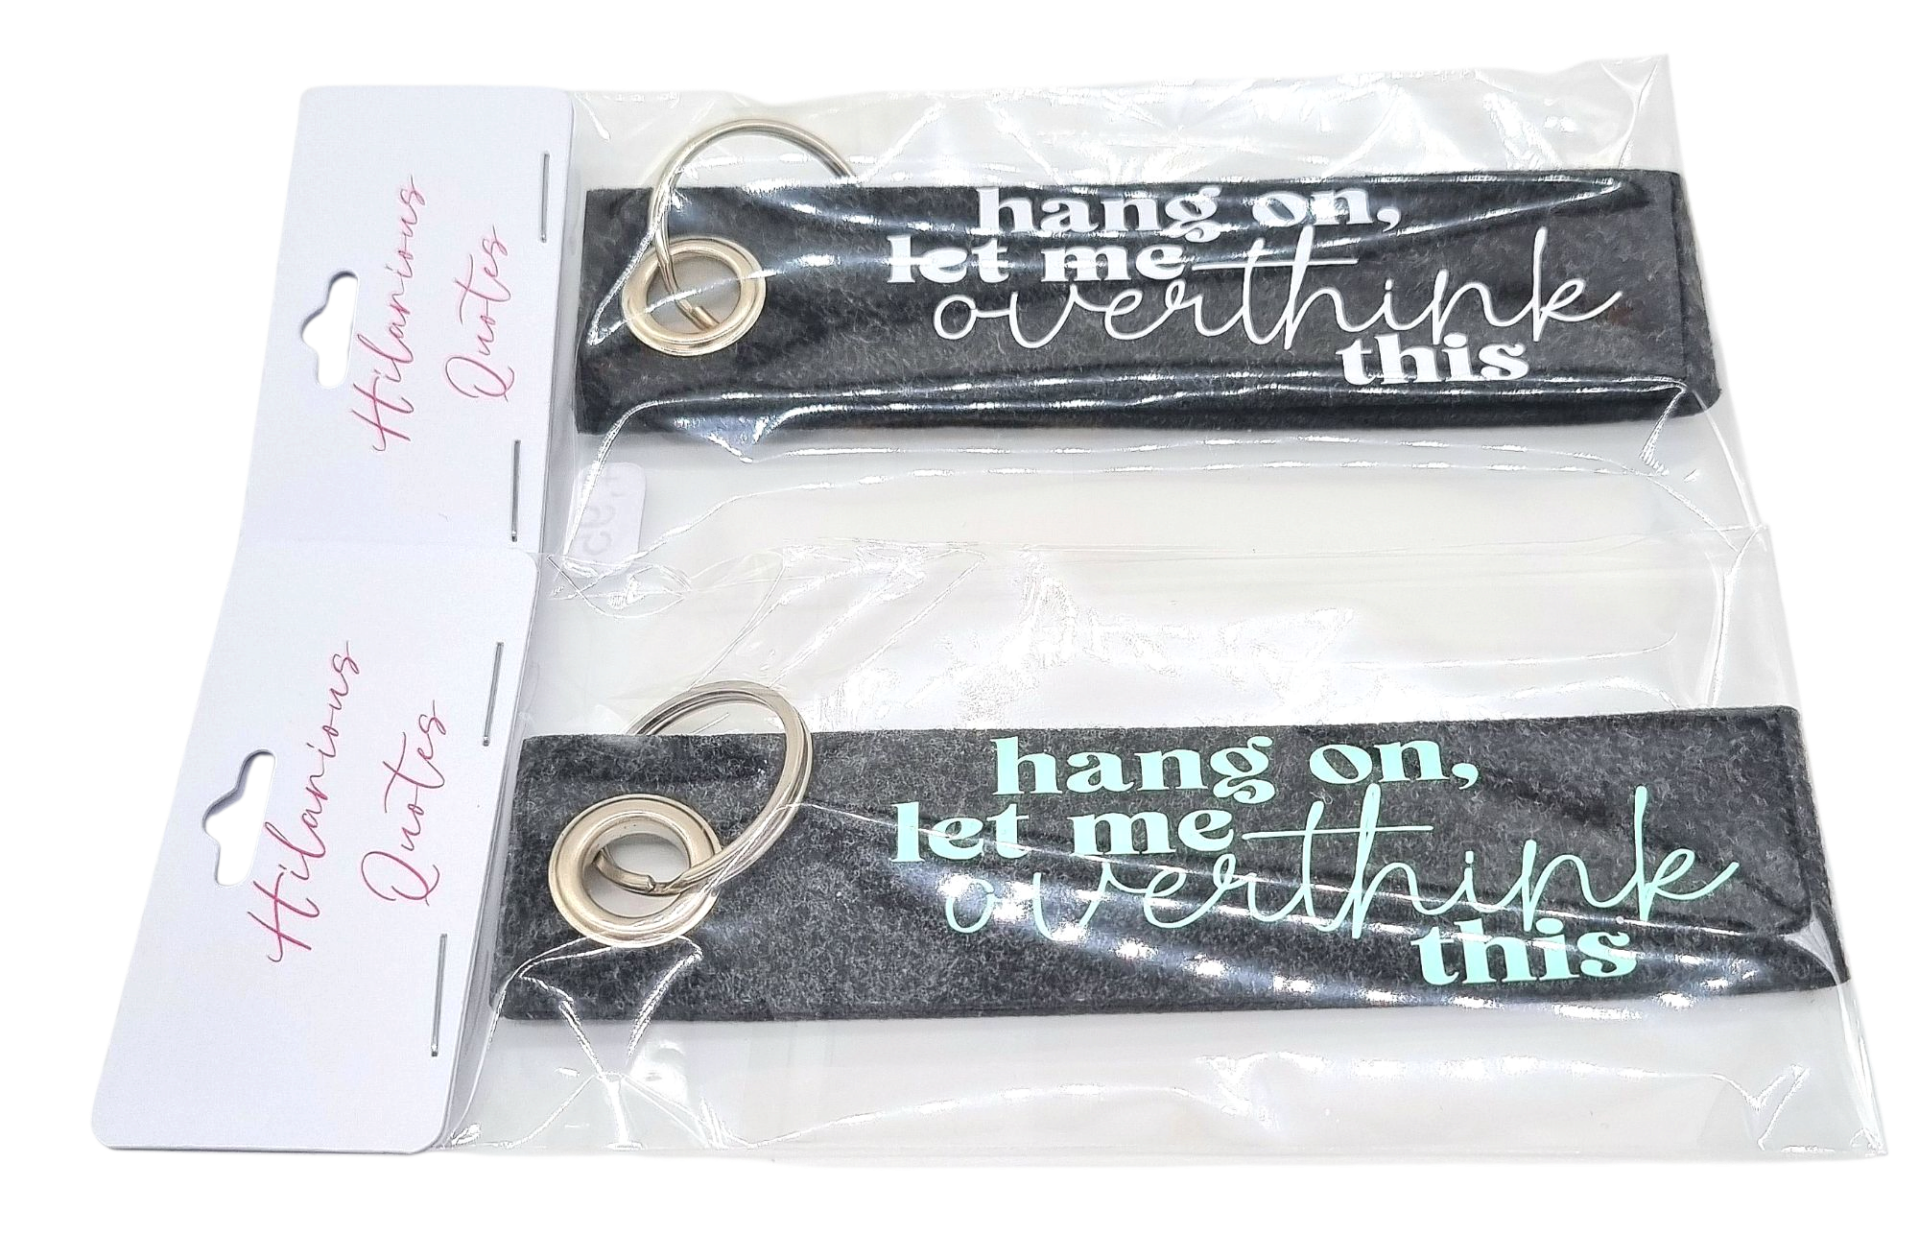 Hilarious
Quotes
hang on,
let me
overthink
this
Hilarious
Quotes
hang on,
let me
overthink
this